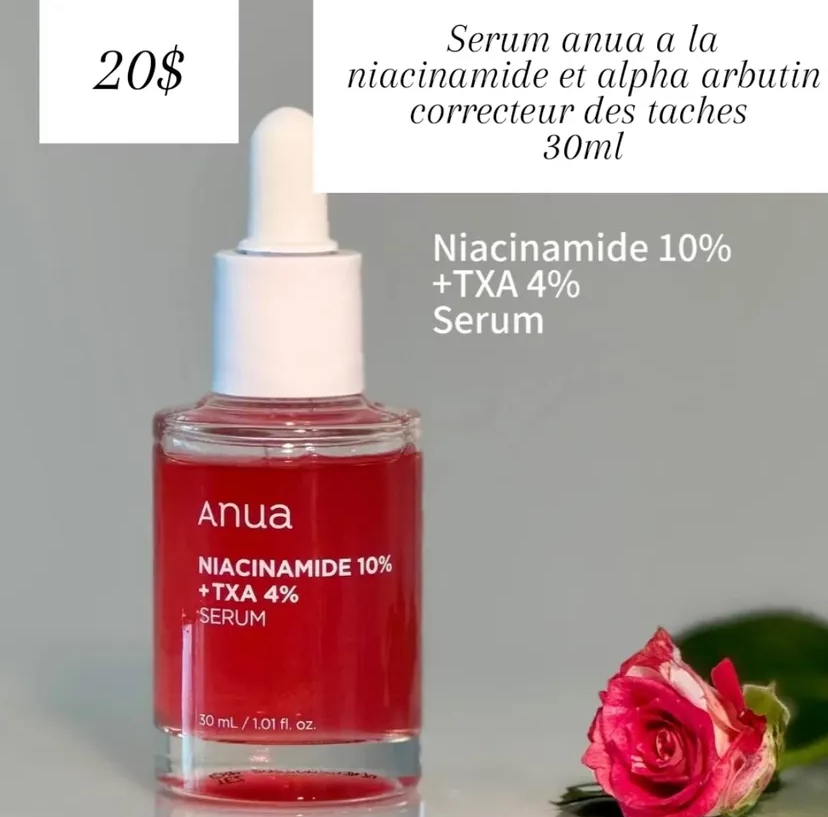 20$
Serum anua a la
niacinamide et alpha arbutin
correcteur des taches
30ml
Niacinamide 10%
+TXA 4%
Serum
Anua
NIACINAMIDE 10%
+TXA 4%
SERUM
30 mL / 1.01 fl. oz.